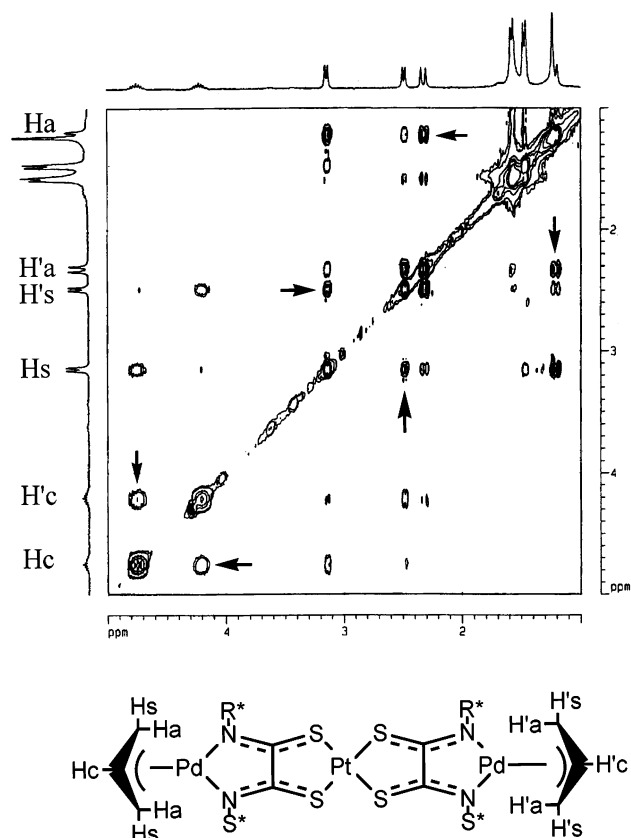 Ha
H'a
H's
Hs
H'c
Hc
2
3
4
ppm
ppm 4 3 2
Hs R* R* H's
Ha N S S N H'a
Hc Pd Pt Pd H'c
Ha N S S N H'a
Hs S* S* H's